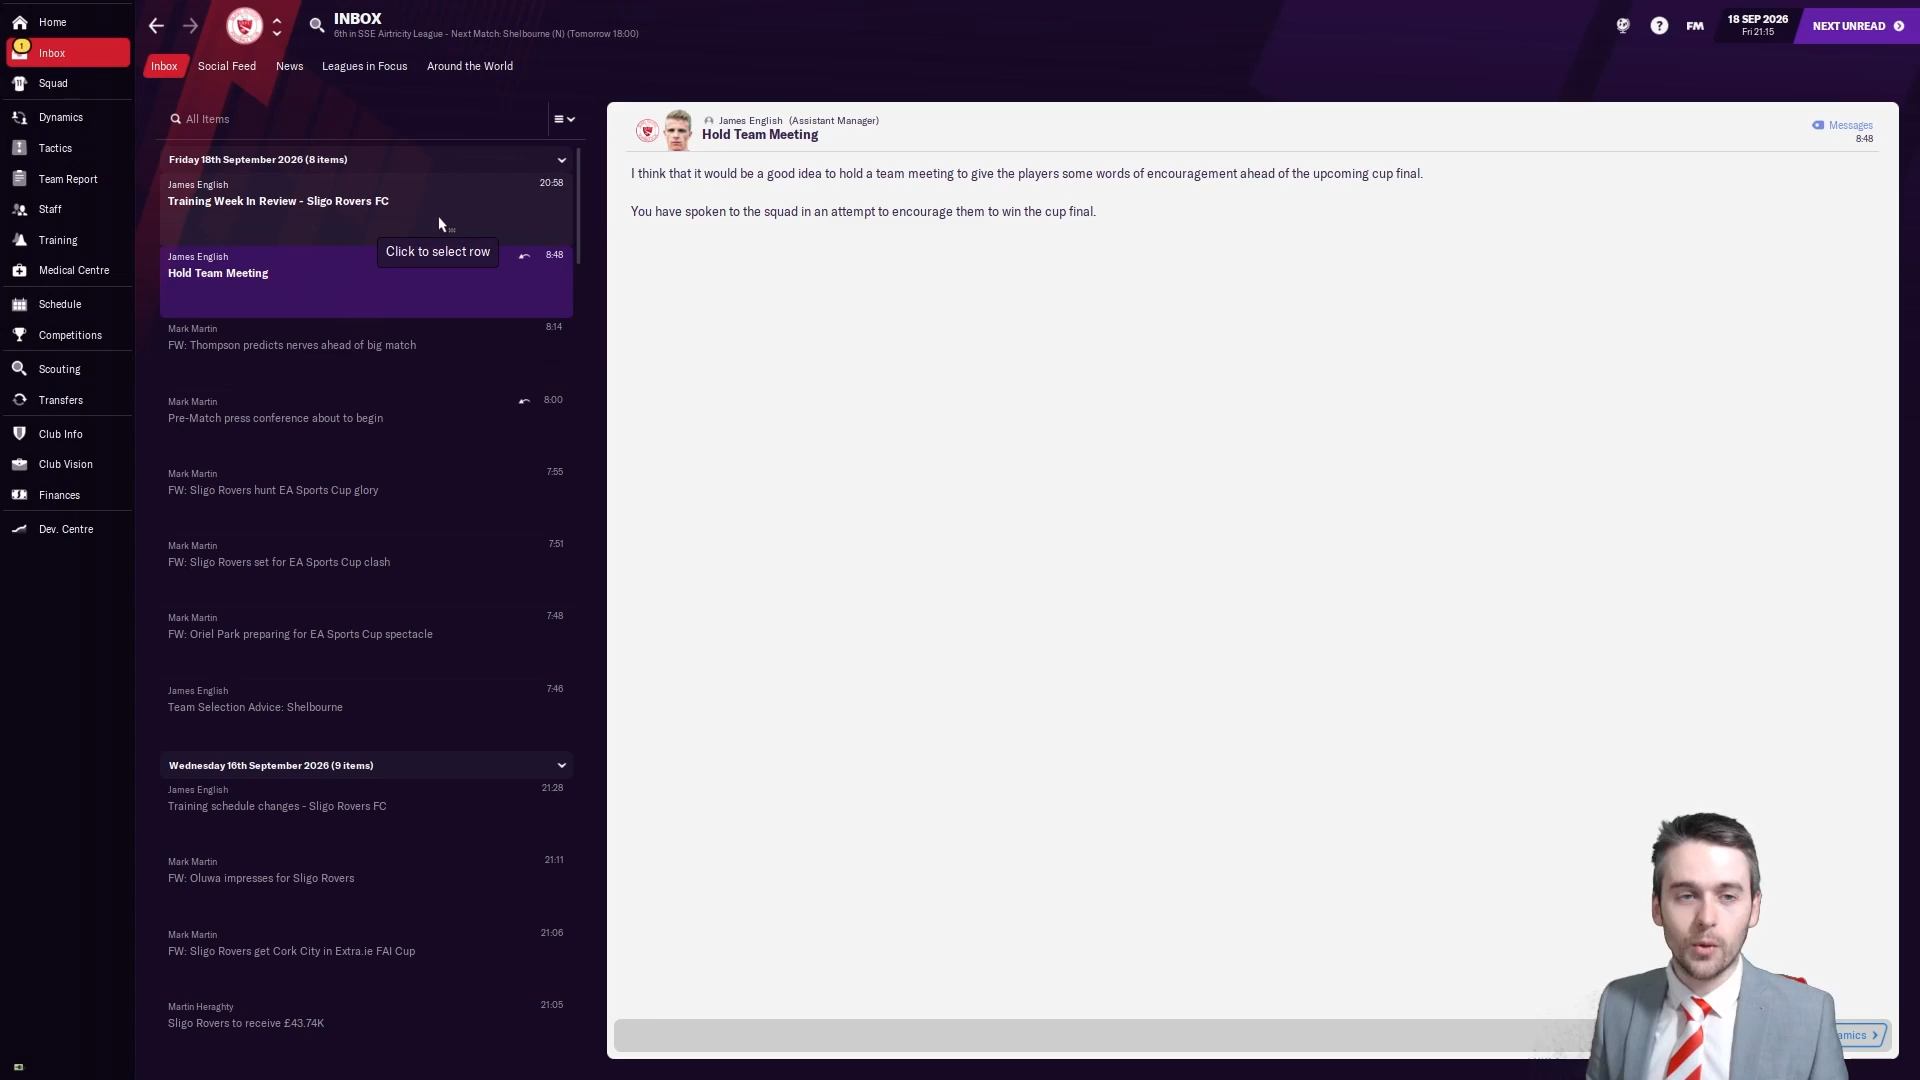 Home
1
Inbox
Squad
Dynamics
Tactics
Team Report
Staff
Training
Medical Centre
Schedule
Competitions
Scouting
Transfers
Club Info
Club Vision
Finances
Dev. Centre
INBOX
6th in SSE Airtricity League - Next Match: Shelbourne (N) (Tomorrow 18:00)
?
FM
18 SEP 2026
Fri 21:15
NEXT UNREAD
Inbox
Social Feed
News
Leagues in Focus
Around the World
All Items
Friday 18th September 2026 (8 items)
James English
20:58
Training Week In Review - Sligo Rovers FC
Click to select row
James English
8:48
Hold Team Meeting
Mark Martin
8:14
FW: Thompson predicts nerves ahead of big match
Mark Martin
8:00
Pre-Match press conference about to begin
Mark Martin
7:55
FW: Sligo Rovers hunt EA Sports Cup glory
Mark Martin
7:51
FW: Sligo Rovers set for EA Sports Cup clash
Mark Martin
7:48
FW: Oriel Park preparing for EA Sports Cup spectacle
James English
7:46
Team Selection Advice: Shelbourne
Wednesday 16th September 2026 (9 items)
James English
21:28
Training schedule changes - Sligo Rovers FC
Mark Martin
21:11
FW: Oluwa impresses for Sligo Rovers
Mark Martin
21:06
FW: Sligo Rovers get Cork City in Extra.ie FAI Cup
Martin Heraghty
21:05
Sligo Rovers to receive £43.74K
James English (Assistant Manager)
Hold Team Meeting
Messages
8:48
I think that it would be a good idea to hold a team meeting to give the players some words of encouragement ahead of the upcoming cup final.
You have spoken to the squad in an attempt to encourage them to win the cup final.
amics